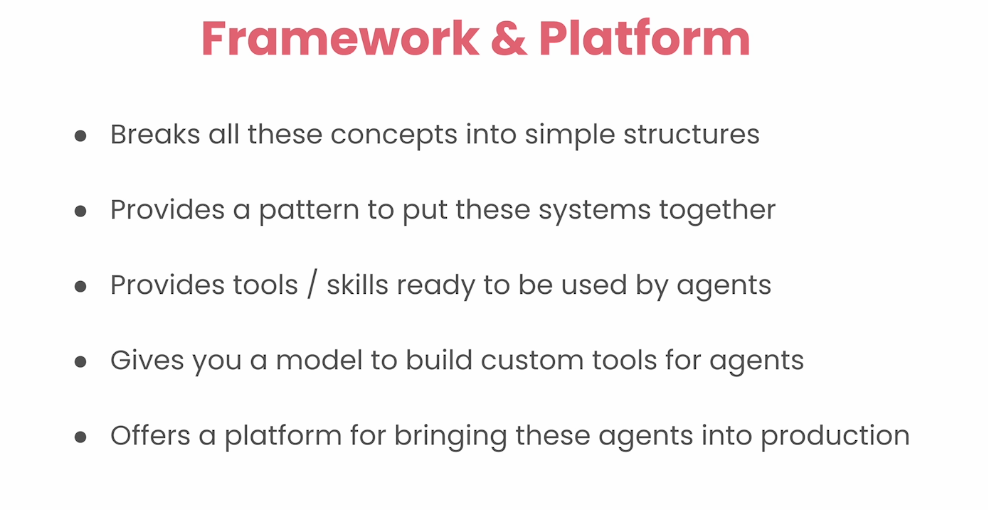 Framework & Platform
● Breaks all these concepts into simple structures
● Provides a pattern to put these systems together
● Provides tools / skills ready to be used by agents
● Gives you a model to build custom tools for agents
● Offers a platform for bringing these agents into production